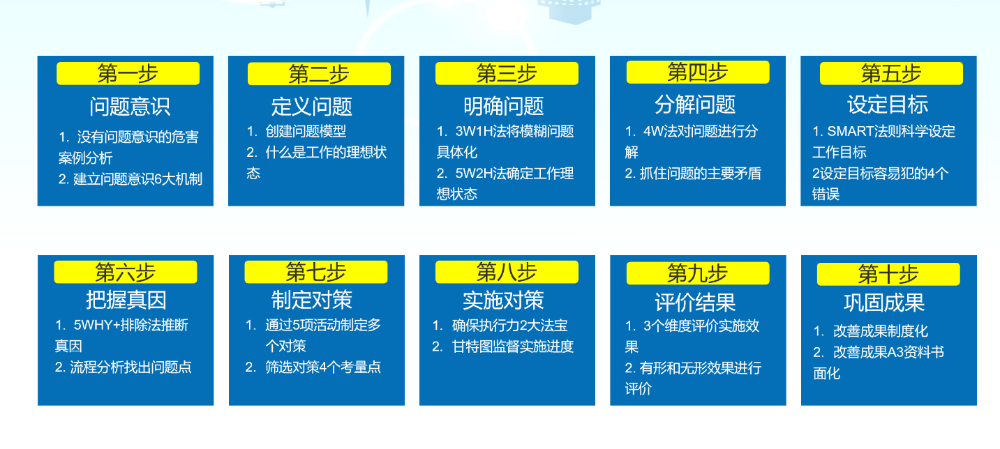 第一步
问题意识
1. 没有问题意识的危害
案例分析
2. 建立问题意识6大机制
第二步
定义问题
1. 创建问题模型
2. 什么是工作的理想状
态
第三步
明确问题
1. 3W1H法将模糊问题
具体化
2. 5W2H法确定工作理
想状态
第四步
分解问题
1. 4W法对问题进行分
解
2. 抓住问题的主要矛盾
第五步
设定目标
1. SMART法则科学设定
工作目标
2设定目标容易犯的4个
错误
第六步
把握真因
1. 5WHY+排除法推断
真因
2. 流程分析找出问题点
第七步
制定对策
1. 通过5项活动制定多
个对策
2. 筛选对策4个考量点
第八步
实施对策
1. 确保执行力2大法宝
2. 甘特图监督实施进度
第九步
评价结果
1. 3个维度评价实施效
果
2. 有形和无形效果进行
评价
第十步
巩固成果
1. 改善成果制度化
2. 改善成果A3资料书
面化